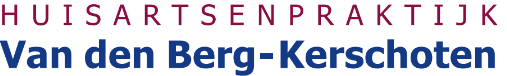 HUISARTSENPRAKTIJK
Van den Berg-Kerschoten